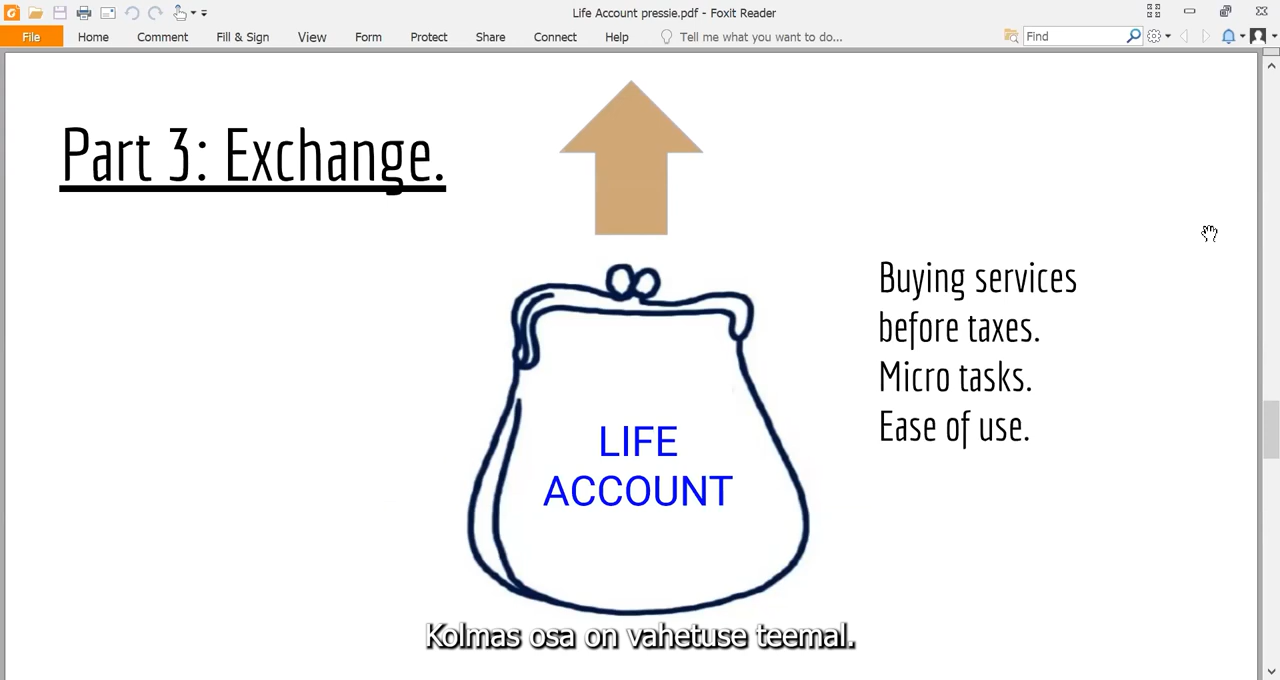 Life Account pressie.pdf - Foxit Reader
File Home Comment Fill & Sign View Form Protect Share Connect Help Tell me what you want to do... Find
Part 3: Exchange.
Buying services
before taxes.
Micro tasks.
Ease of use.
LIFE
ACCOUNT
Kolmas osa on vahetuse teemal.